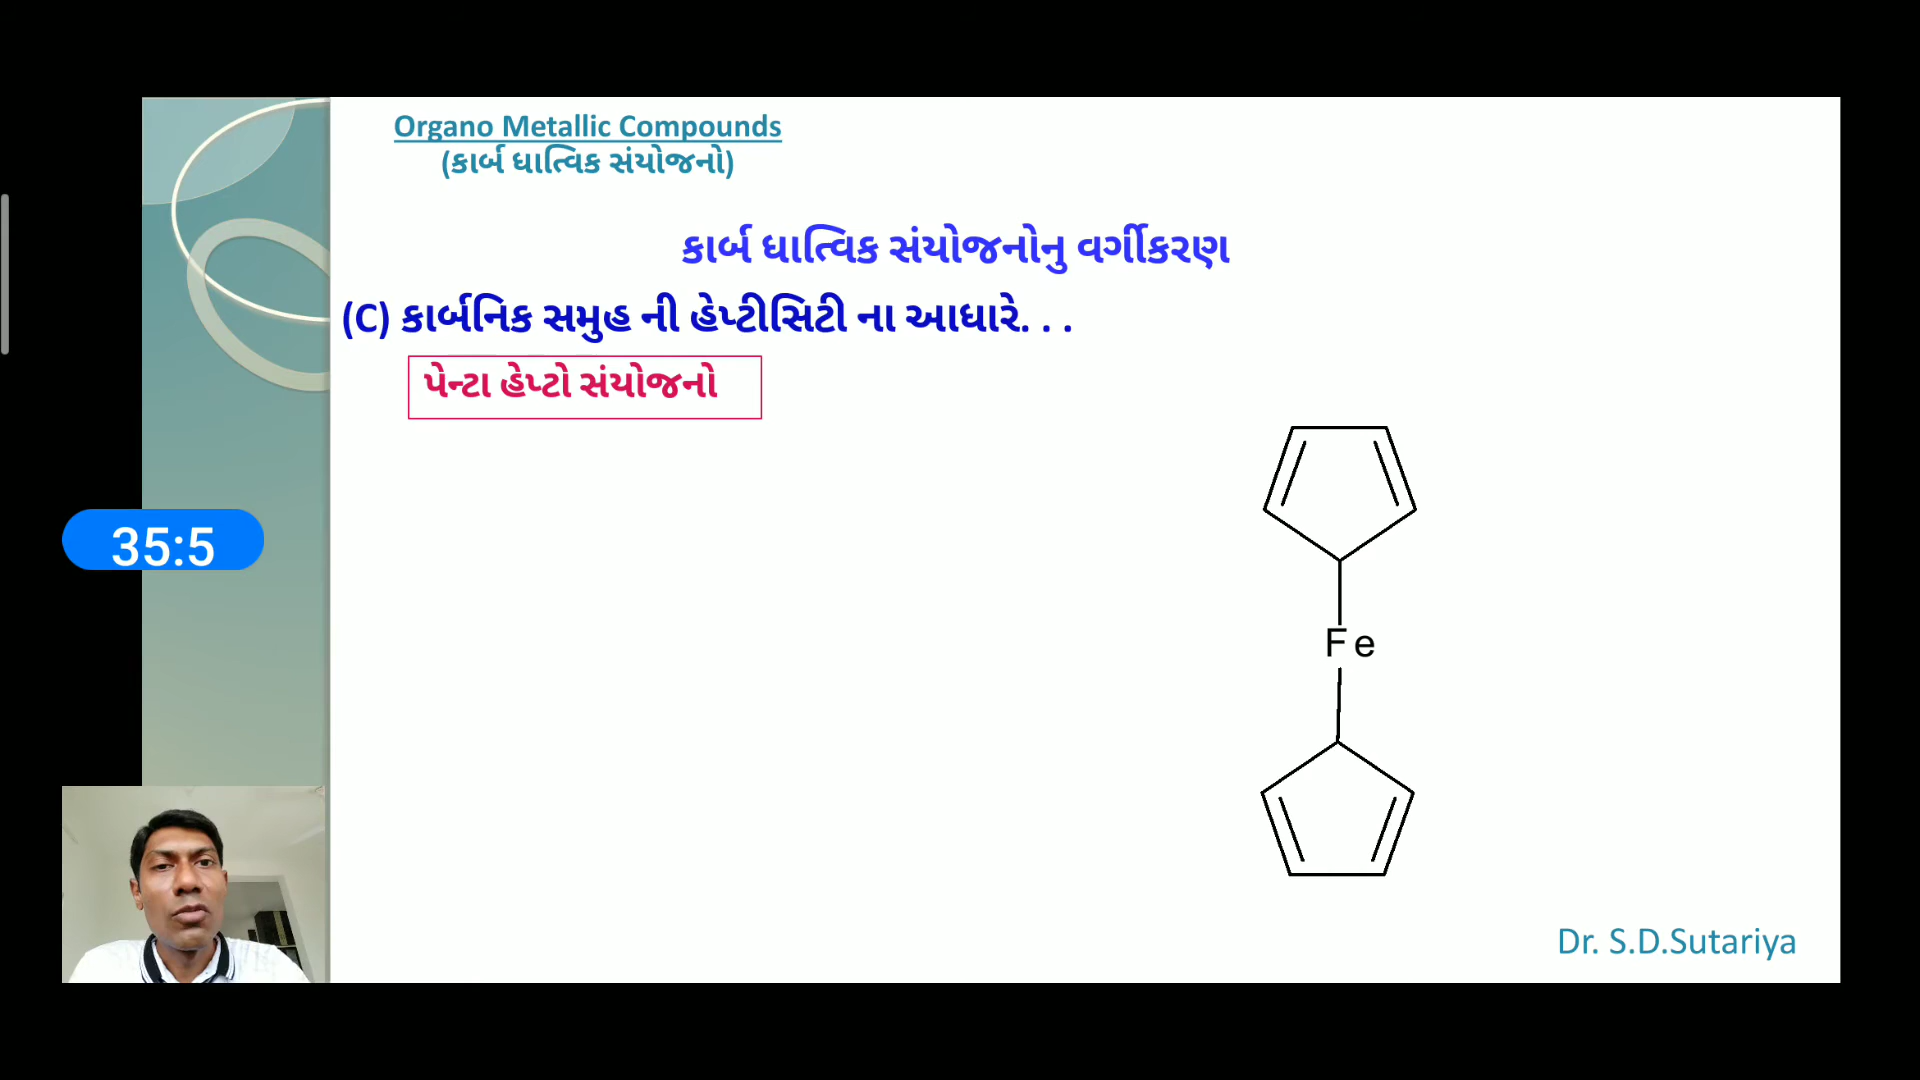 Organo Metallic Compounds
(કાર્બ ધાત્વિક સંયોજનો)
કાર્બ ધાત્વિક સંયોજનોનુ વર્ગીકરણ
(C) કાર્બનિક સમુહ ની હેપ્ટીસિટી ના આધારે. . .
પેન્ટા હેપ્ટો સંયોજનો
Fe
35:5
Dr. S.D.Sutariya